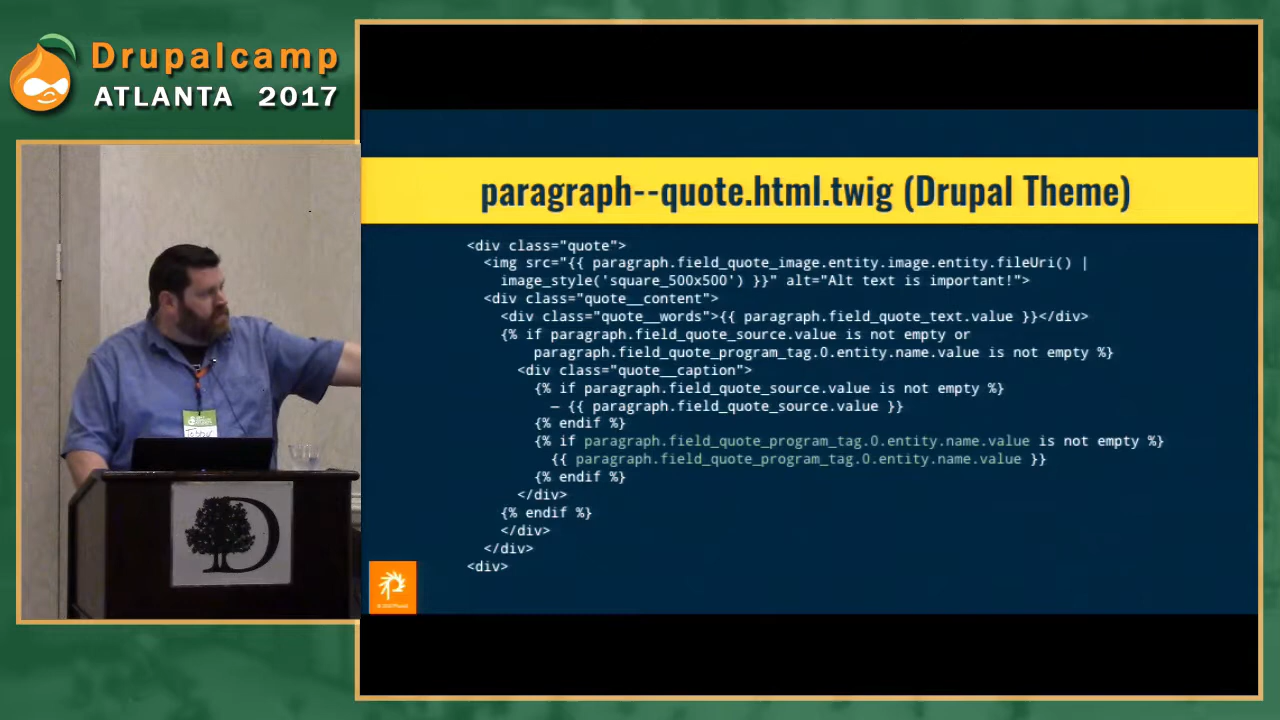 Drupalcamp
ATLANTA 2017
paragraph--quote.html.twig (Drupal Theme)
<div class="quote">
<img src="{{ paragraph.field_quote_image.entity.image.entity.fileUri() |
image_style('square_500x500') }}" alt="Alt text is important!">
<div class="quote__content">
<div class="quote__words">{{ paragraph.field_quote_text.value }}</div>
{% if paragraph.field_quote_source.value is not empty or
paragraph.field_quote_program_tag.0.entity.name.value is not empty %}
<div class="quote__caption">
{% if paragraph.field_quote_source.value is not empty %}
— {{ paragraph.field_quote_source.value }}
{% endif %}
{% if paragraph.field_quote_program_tag.0.entity.name.value is not empty %}
{{ paragraph.field_quote_program_tag.0.entity.name.value }}
{% endif %}
</div>
{% endif %}
</div>
</div>
<div>
D